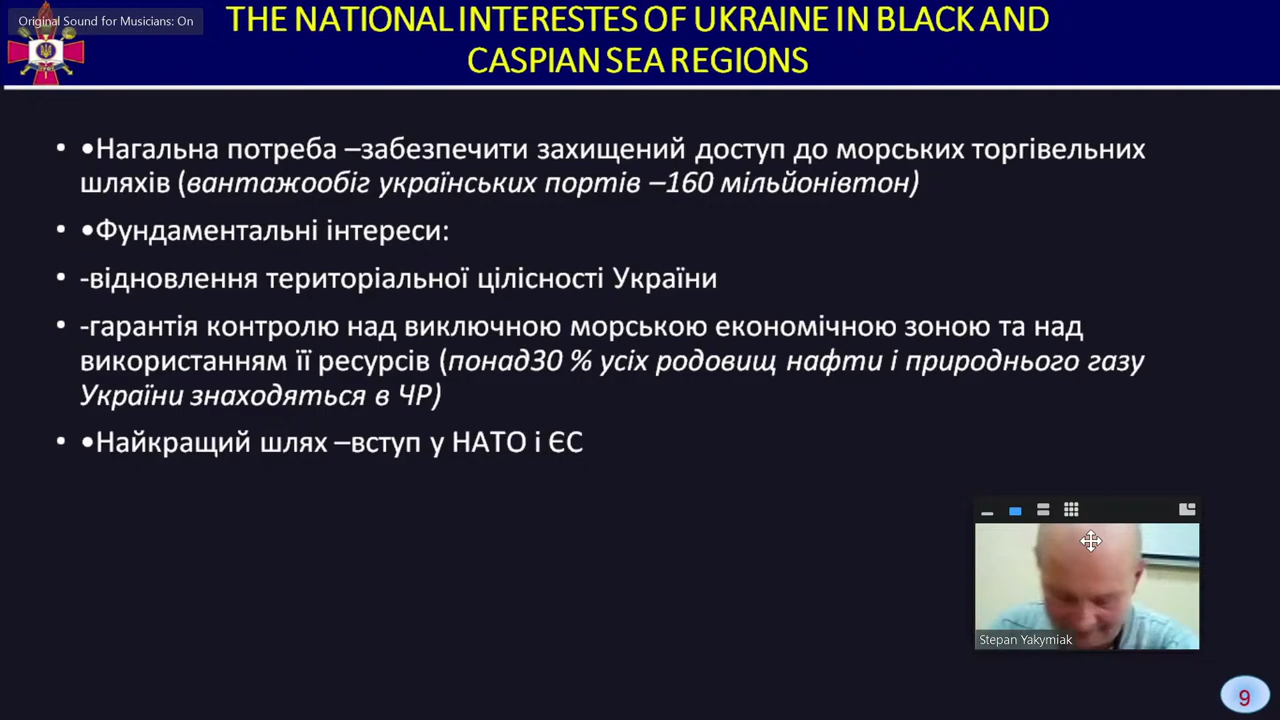 Original Sound for Musicians: On
THE NATIONAL INTERESTES OF UKRAINE IN BLACK AND
CASPIAN SEA REGIONS
• •Нагальна потреба –забезпечити захищений доступ до морських торгівельних
шляхів (вантажообіг українських портів –160 мільйонівтон)
• •Фундаментальні інтереси:
• -відновлення територіальної цілісності України
• -гарантія контролю над виключною морською економічною зоною та над
використанням її ресурсів (понад30 % усіх родовищ нафти і природнього газу
України знаходяться в ЧР)
• •Найкращий шлях –вступ у НАТО і ЄС
Stepan Yakymiak
9